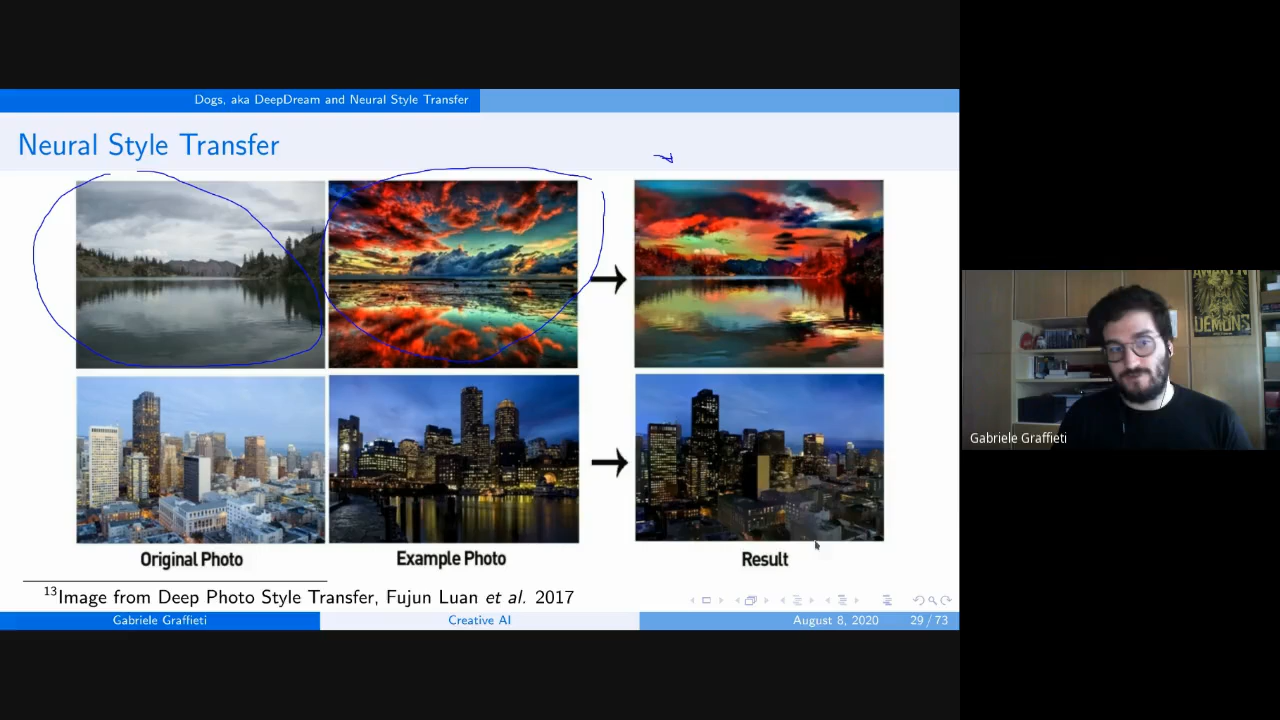 Dogs, aka DeepDream and Neural Style Transfer
Neural Style Transfer
Original Photo
Example Photo
Result
13Image from Deep Photo Style Transfer, Fujun Luan et al. 2017
Gabriele Graffieti
Creative AI
August 8, 2020
29 / 73
DEMONS
Gabriele Graffieti